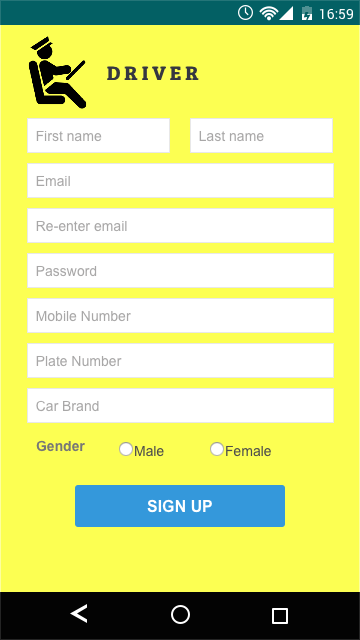 16:59
DRIVER
First name Last name
Email
Re-enter email
Password
Mobile Number
Plate Number
Car Brand
Gender Male Female
SIGN UP